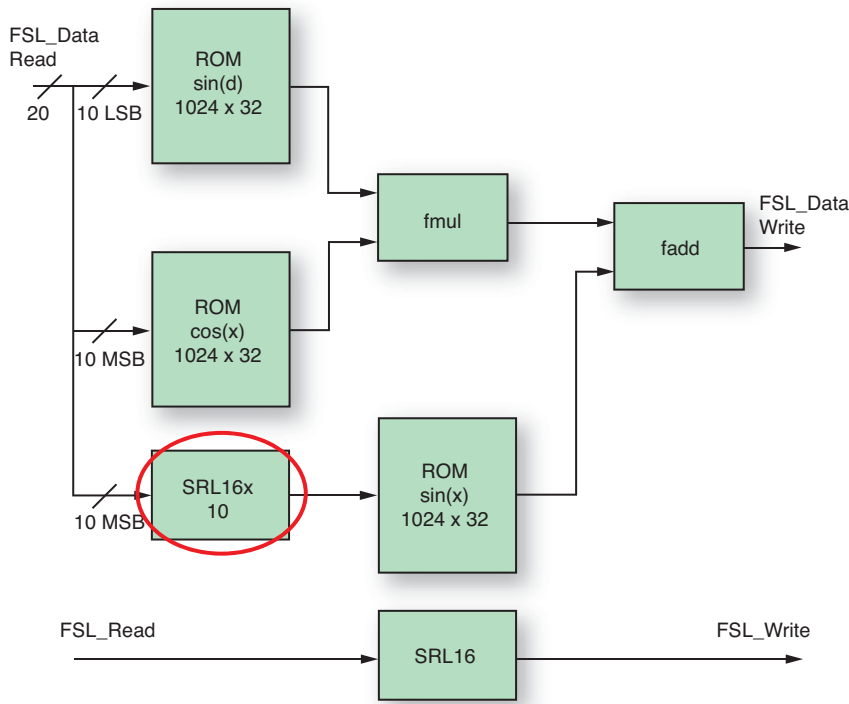 FSL_Data
Read
20
10 LSB
ROM
sin(d)
1024 x 32
fmul
fadd
FSL_Data
Write
10 MSB
ROM
cos(x)
1024 x 32
10 MSB
SRL16x
10
ROM
sin(x)
1024 x 32
FSL_Read
SRL16
FSL_Write